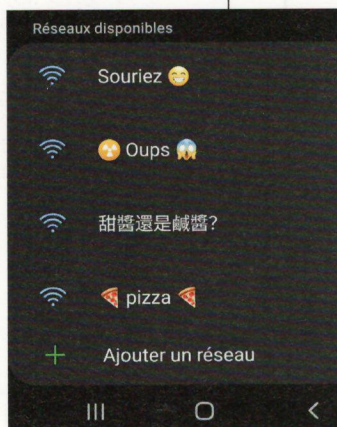 Réseaux disponibles
Souriez 😁
☢️ Oups 😱
甜醬還是鹹醬?
🍕 pizza 🍕
Ajouter un réseau